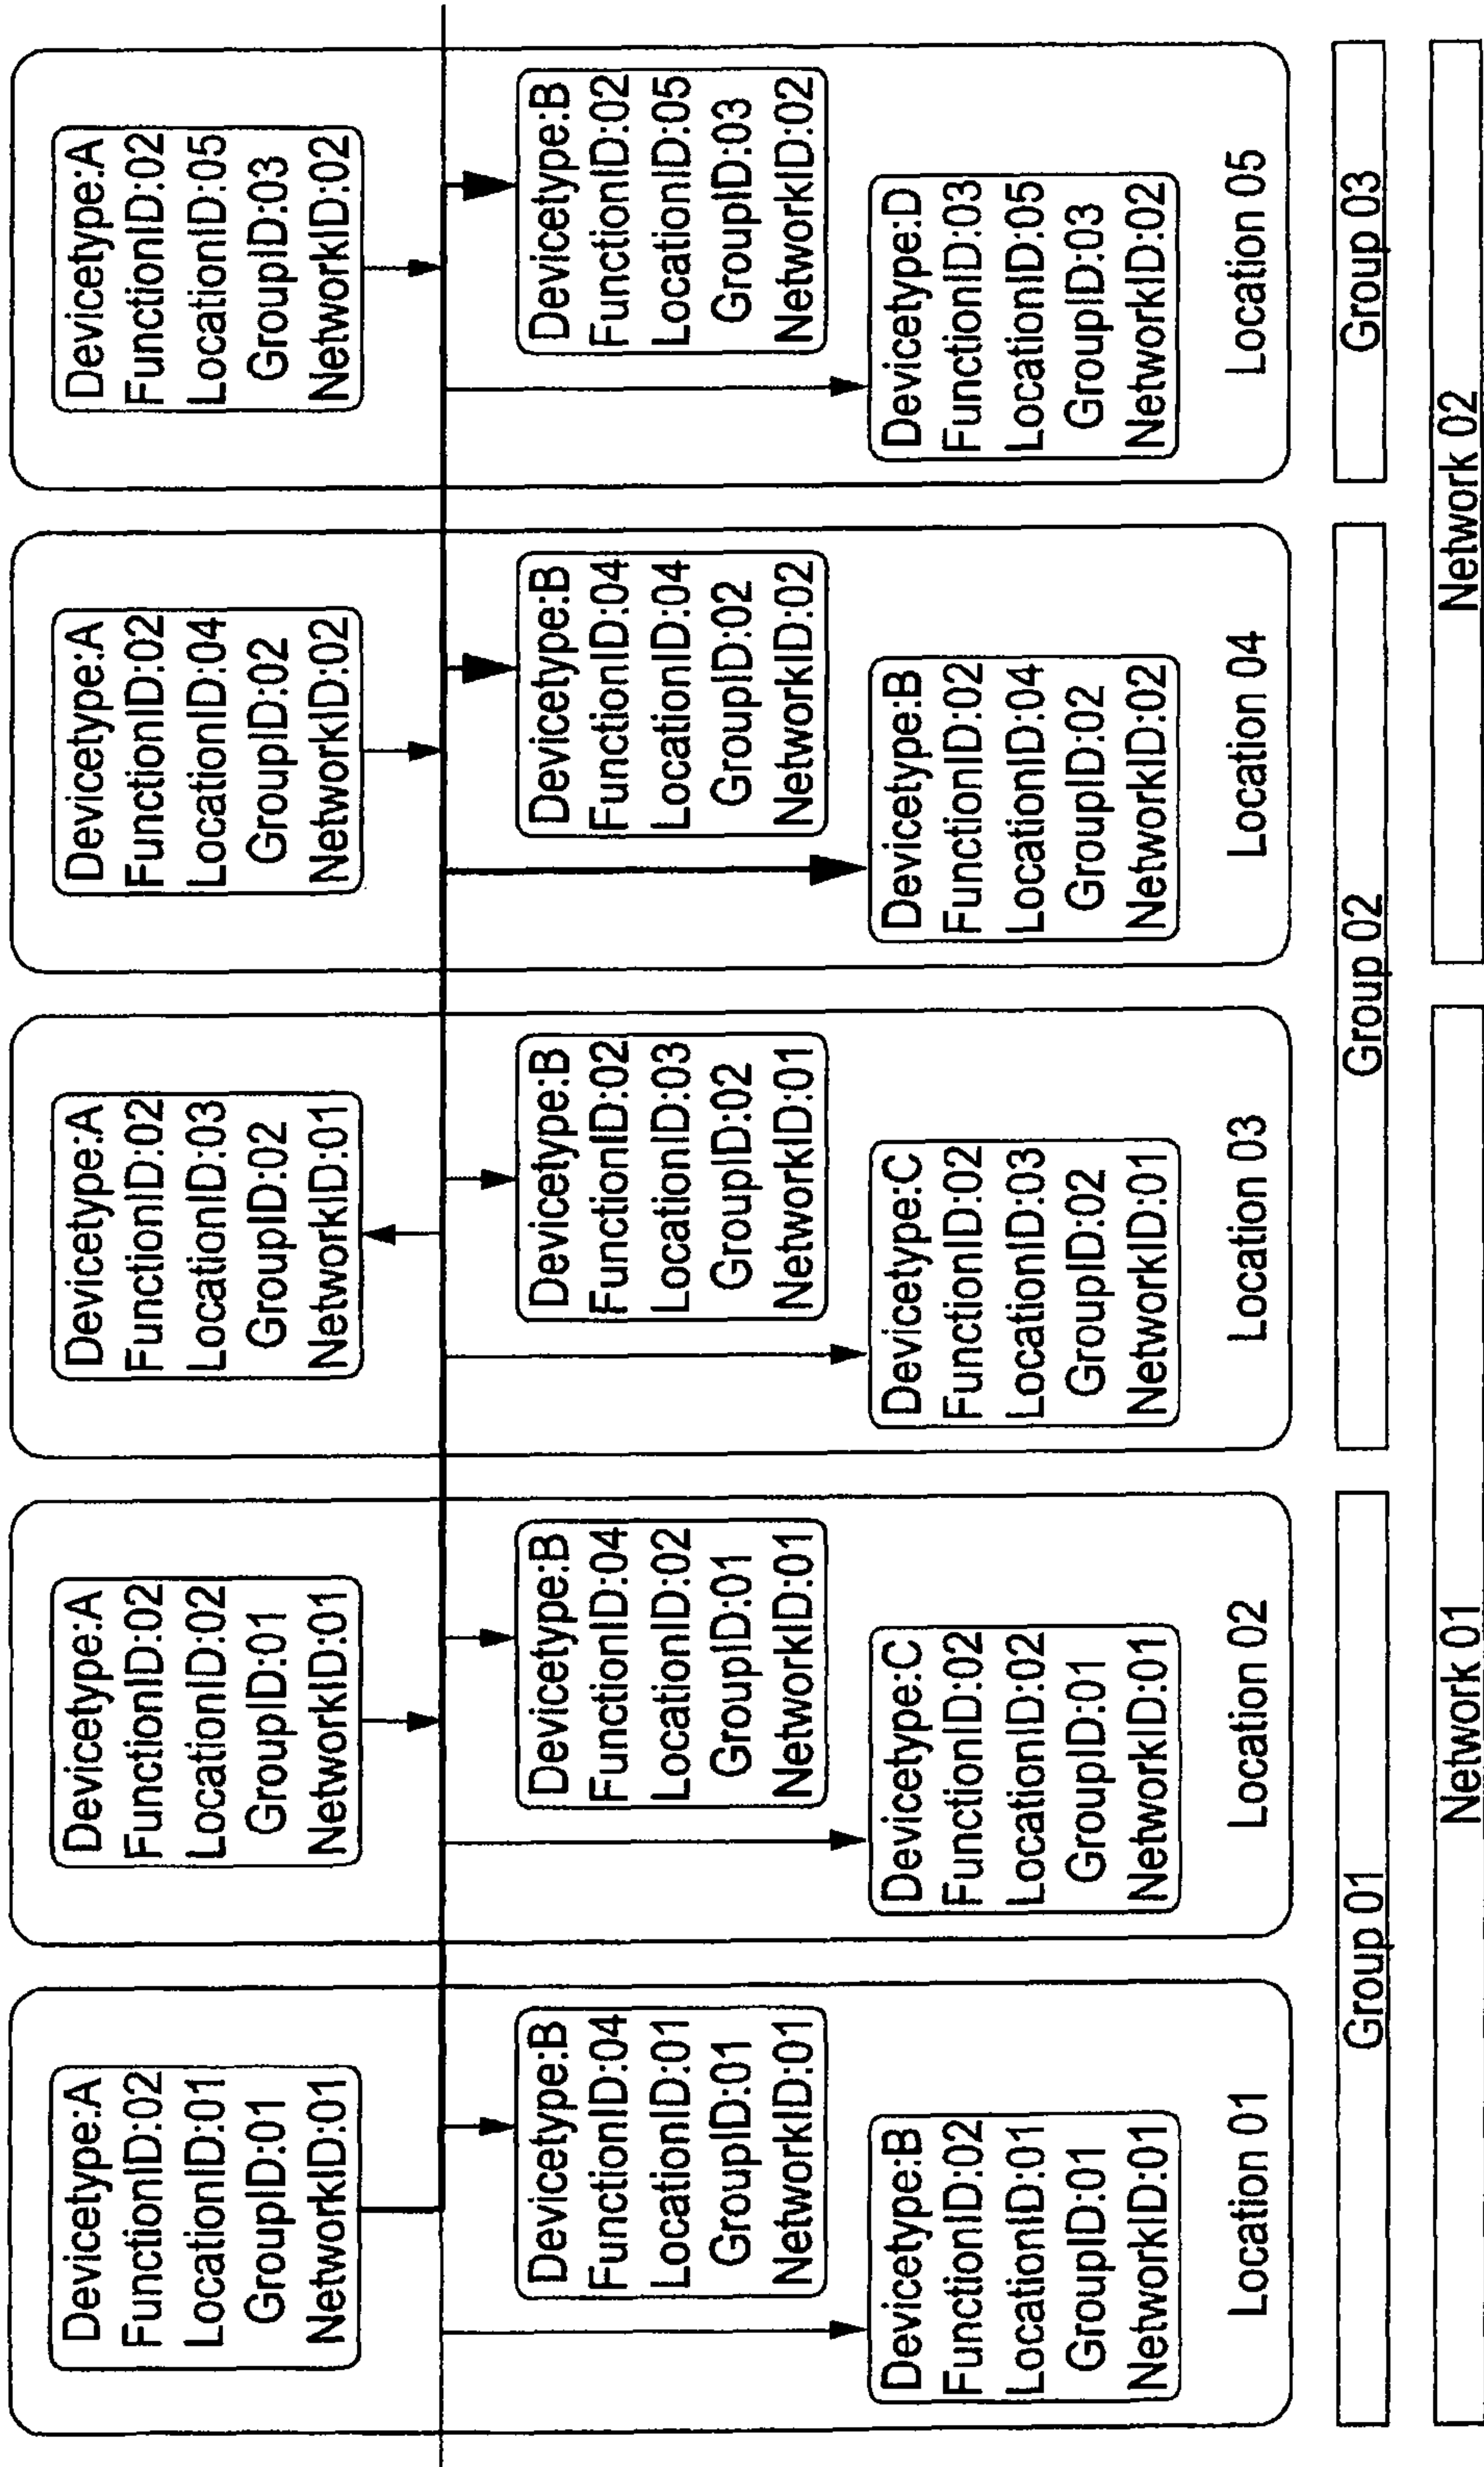 Devicetype:A
FunctionID:02
LocationID:01
GroupID:01
NetworkID:01
Devicetype:B
FunctionID:04
LocationID:01
GroupID:01
NetworkID:01
Devicetype:B
FunctionID:02
LocationID:01
GroupID:01
NetworkID:01
Location 01
Devicetype:A
FunctionID:02
LocationID:02
GroupID:01
NetworkID:01
Devicetype:B
FunctionID:04
LocationID:02
GroupID:01
NetworkID:01
Devicetype:C
FunctionID:02
LocationID:02
GroupID:01
NetworkID:01
Location 02
Devicetype:A
FunctionID:02
LocationID:03
GroupID:02
NetworkID:01
Devicetype:B
FunctionID:02
LocationID:03
GroupID:02
NetworkID:01
Devicetype:C
FunctionID:02
LocationID:03
GroupID:02
NetworkID:01
Location 03
Devicetype:A
FunctionID:02
LocationID:04
GroupID:02
NetworkID:02
Devicetype:B
FunctionID:04
LocationID:04
GroupID:02
NetworkID:02
Devicetype:B
FunctionID:02
LocationID:04
GroupID:02
NetworkID:02
Location 04
Devicetype:A
FunctionID:02
LocationID:05
GroupID:03
NetworkID:02
Devicetype:B
FunctionID:02
LocationID:05
GroupID:03
NetworkID:02
Devicetype:D
FunctionID:03
LocationID:05
GroupID:03
NetworkID:02
Location 05
Group 01
Group 02
Group 03
Network 01
Network 02